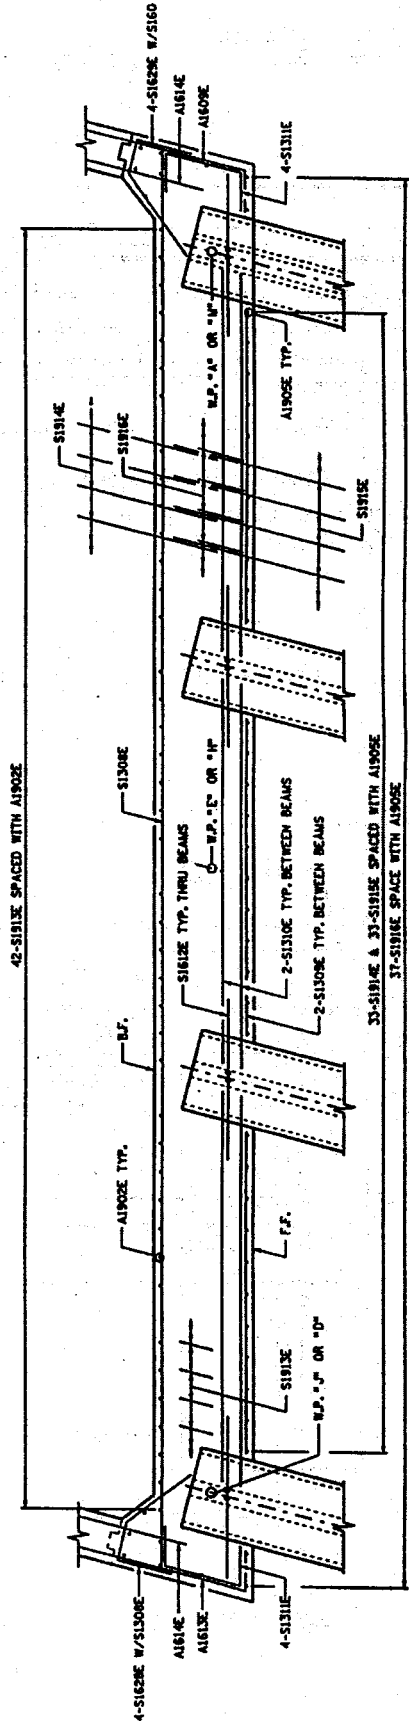 42-S1913E SPACED WITH A1902E
4-S1629E W/S1308E
A1614E
A1613E
4-S1311E
A1902E TYP.
B.F.
S1308E
S1914E
S1916E
4-S1629E W/S160
A1614E
A1609E
4-S1311E
S1913E
W.P. "J" OR "D"
F.F.
S1612E TYP. THRU BEAMS
W.P. "E" OR "H"
2-S1310E TYP. BETWEEN BEAMS
2-S1309E TYP. BETWEEN BEAMS
S1915E
W.P. "A" OR "M"
A1905E TYP.
33-S1914E & 33-S1915E SPACED WITH A1905E
37-S1916E SPACE WITH A1905E